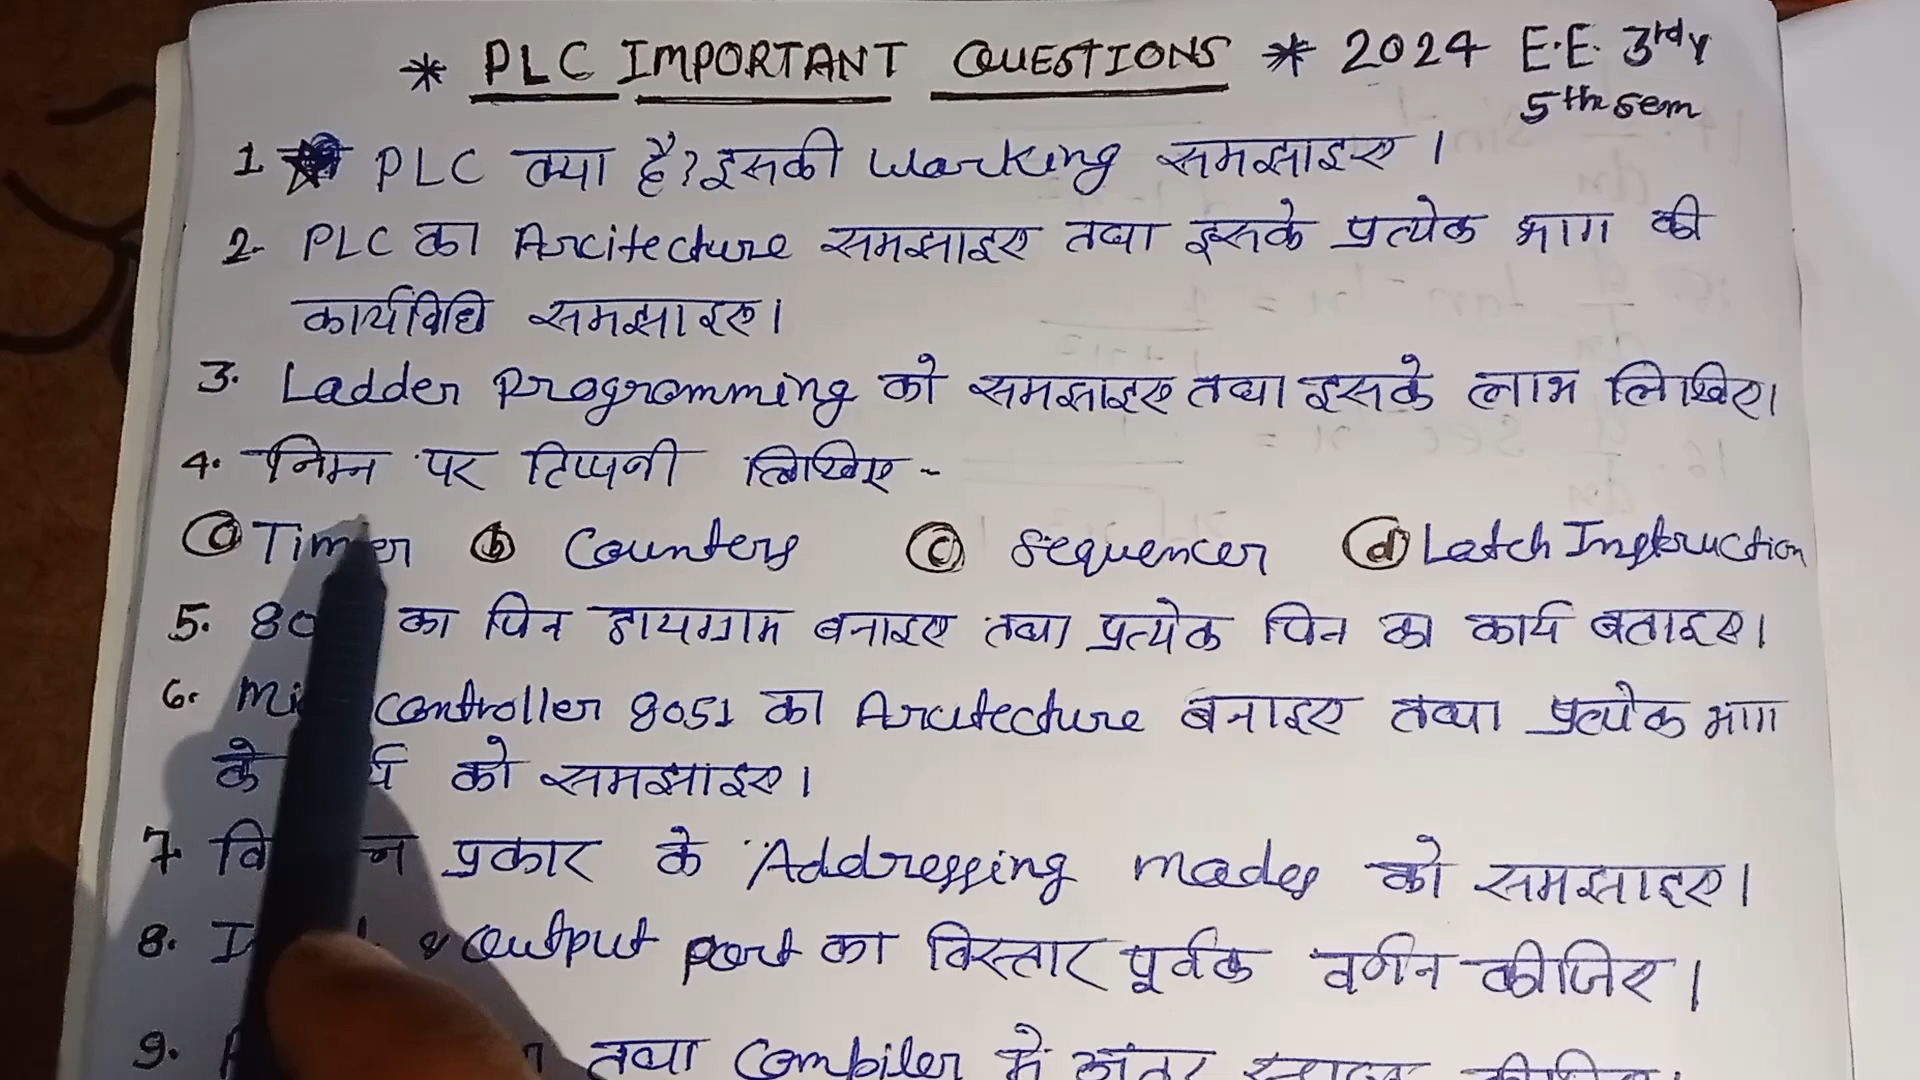 * PLC IMPORTANT QUESTIONS * 2024 E.E. 3rd Y
5th Sem
1. PLC क्या है? इसकी Working समझाइए।
2. PLC का Arcitecture समझाइए तथा इसके प्रत्येक भाग की
कार्यविधि समझाइए।
3. Ladder Programming को समझाइए तथा इसके लाभ लिखिए।
4. निम्न पर टिप्पनी लिखिए -
(a) Timer (b) Counters (c) Sequencer (d) Latch Instruction
5. का पिन डायग्राम बनाइए तथा प्रत्येक पिन का कार्य बताइए।
6. controller 8051 का Arcitecture बनाइए तथा प्रत्येक भाग
के को समझाइए।
7. प्रकार के Addressing modes को समझाइए।
8. & Output port का विस्तार पूर्वक वर्णन कीजिए।
9. तथा Compiler में अंतर